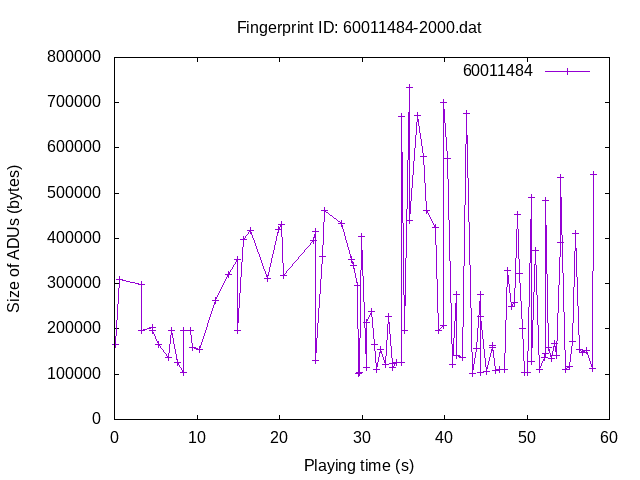 Fingerprint ID: 60011484-2000.dat
800000
700000
600000
500000
400000
300000
200000
100000
0
60011484
Size of ADUs (bytes)
0 10 20 30 40 50 60
Playing time (s)